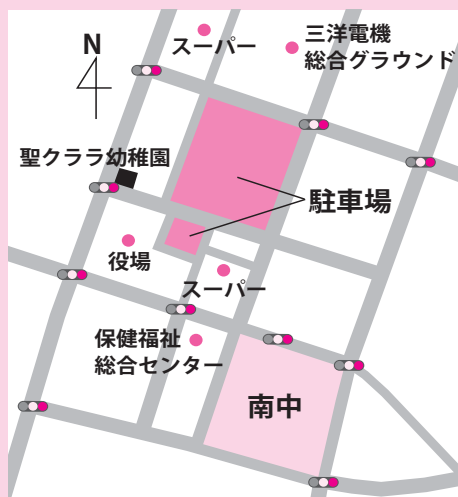 N
スーパー
三洋電機
総合グラウンド
聖クララ幼稚園
駐車場
役場
スーパー
保健福祉
総合センター
南中